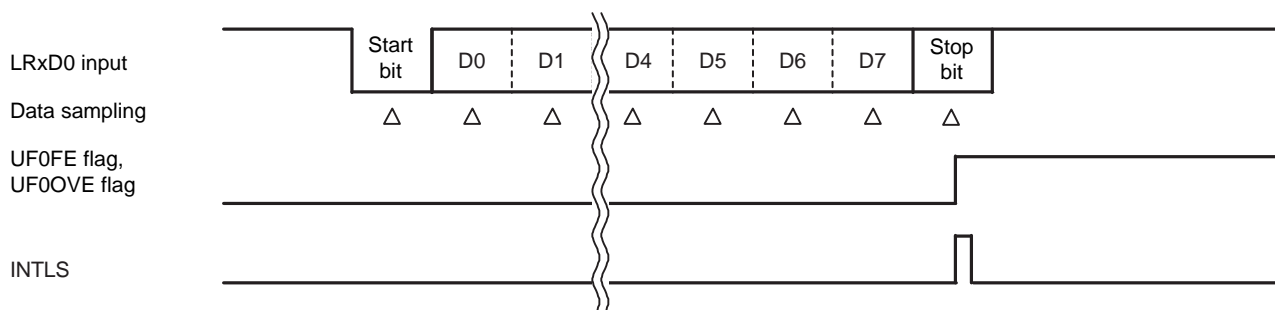 LRxD0 input
Start
bit
D0
D1
D4
D5
D6
D7
Stop
bit
Data sampling
UF0FE flag,
UF0OVE flag
INTLS